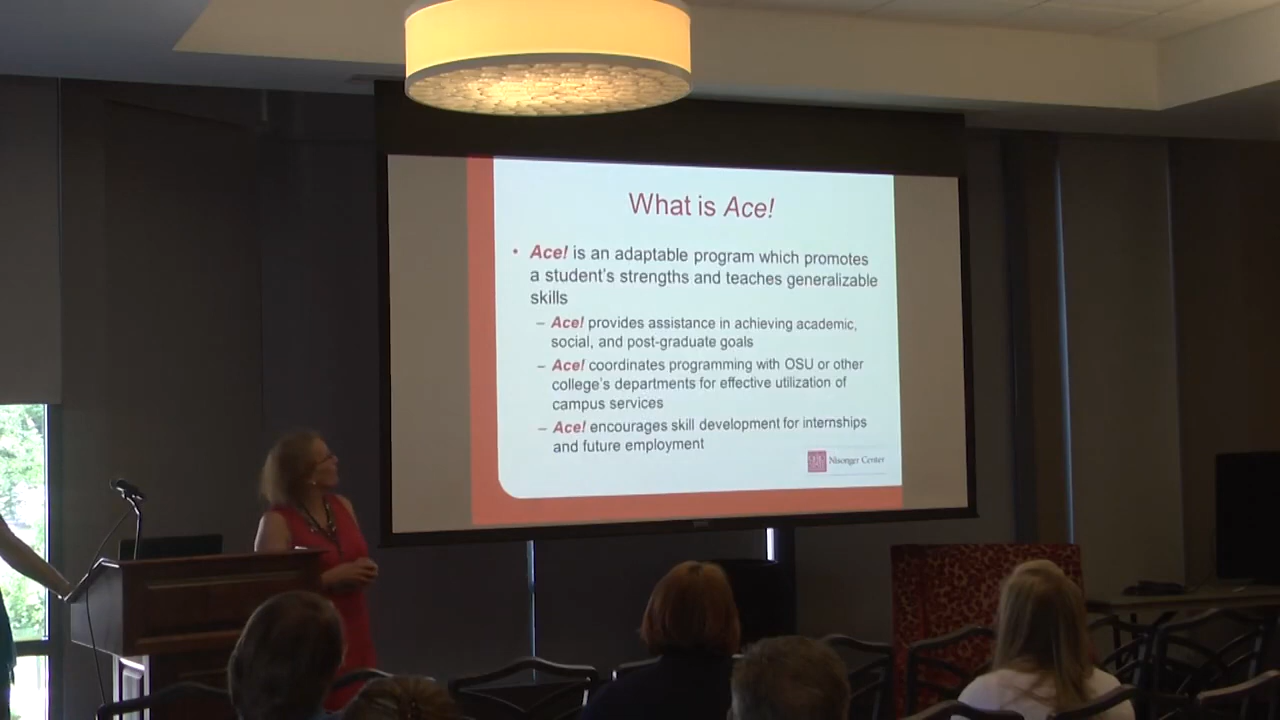 What is Ace!
• Ace! is an adaptable program which promotes
a student's strengths and teaches generalizable
skills
– Ace! provides assistance in achieving academic,
social, and post-graduate goals
– Ace! coordinates programming with OSU or other
college's departments for effective utilization of
campus services
– Ace! encourages skill development for internships
and future employment
Nisonger Center